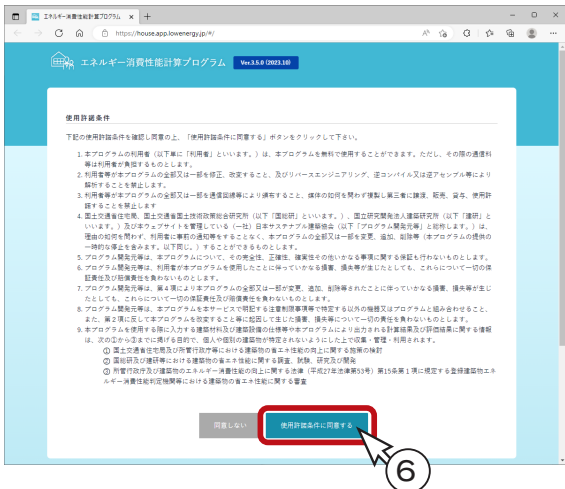 エネルギー消費性能計算プログラム
https://house.app.lowenergy.jp/#/
エネルギー消費性能計算プログラム Ver.3.5.0 (2023.10)
使用許諾条件
下記の使用許諾条件を確認し同意の上、「使用許諾条件に同意する」ボタンをクリックして下さい。
1. 本プログラムの利用者（以下単に「利用者」といいます。）は、本プログラムを無料で使用することができます。ただし、その際の通信料
等は利用者が負担するものとします。
2. 利用者等が本プログラムの全部又は一部を修正、改変すること、及びリバースエンジニアリング、逆コンパイル又は逆アセンブル等により
解析することを禁止します。
3. 利用者等が本プログラムの全部又は一部を通信回線等により頒布すること、媒体の如何を問わず複製し第三者に譲渡、販売、貸与、使用許
諾することを禁止します
4. 国土交通省住宅局、国土交通省国土技術政策総合研究所（以下「国総研」といいます。）、国立研究開発法人建築研究所（以下「建研」と
いいます。）及び本ウェブサイトを管理している（一社）日本サステナブル建築協会（以下「プログラム開発元等」と総称します。）は、
理由の如何を問わず、利用者に事前の通知等をすることなく、本プログラムの全部又は一部を変更、追加、削除等（本プログラムの提供の
一時的な停止を含みます。以下同じ。）することができるものとします。
5. プログラム開発元等は、本プログラムについて、その完全性、正確性、確実性その他いかなる事項に関する保証も行わないものとします。
6. プログラム開発元等は、利用者が本プログラムを使用したことに伴っていかなる損害、損失等が生じたとしても、これらについて一切の保
証責任及び賠償責任を負わないものとします。
7. プログラム開発元等は、第４項により本プログラムの全部又は一部が変更、追加、削除等されたことに伴っていかなる損害、損失等が生じ
たとしても、これらについて一切の保証責任及び賠償責任を負わないものとします。
8. プログラム開発元等は、本プログラムを本サービスで明記する注意制限事項等で特定する以外の機器又はプログラムと組み合わせること、
また、第２項に反して本プログラムを改変すること等に起因して生じた損害、損失等について一切の責任を負わないものとします。
9. 本プログラムを使用する際に入力する建築材料及び建築設備の仕様等や本プログラムにより出力される計算結果及び評価結果に関する情報
は、次の①から③までに掲げる目的で、個人や個別の建築物が特定されないようにした上で収集・管理・利用されます。
① 国土交通省住宅局及び所管行政庁等における建築物の省エネ性能の向上に関する施策の検討
② 国総研及び建研等における建築物の省エネ性能に関する調査、試験、研究及び開発
③ 所管行政庁及び建築物のエネルギー消費性能の向上に関する法律（平成27年法律第53号）第15条第１項に規定する登録建築物エネ
ルギー消費性能判定機関等における建築物の省エネ性能に関する審査
同意しない 使用許諾条件に同意する
6